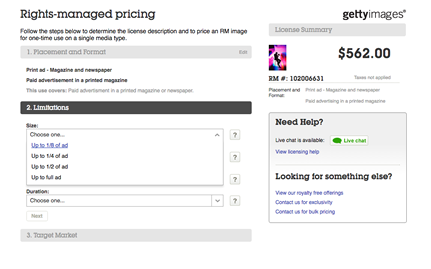 Rights-managed pricing
Follow the steps below to determine the license description and to price an RM image
for one-time use on a single media type.
1. Placement and Format
Edit
Print ad - Magazine and newspaper
Paid advertisement in a printed magazine
This use covers: Paid advertisement in a printed magazine or newspaper.
2. Limitations
Size:
Choose one...
?
Up to 1/8 of ad
Up to 1/4 of ad
?
Up to 1/2 of ad
Up to full ad
?
Duration:
Choose one...
?
Next
3. Target Market
gettyimages®
License Summary
$562.00
RM #: 102006631
Taxes not applied
Placement and
Format:
Print ad - Magazine and newspaper
Paid advertising in a printed magazine
Need Help?
Live chat is available:
Live chat
View licensing help
Looking for something else?
View our royalty free offerings
Contact us for exclusivity
Contact us for bulk pricing